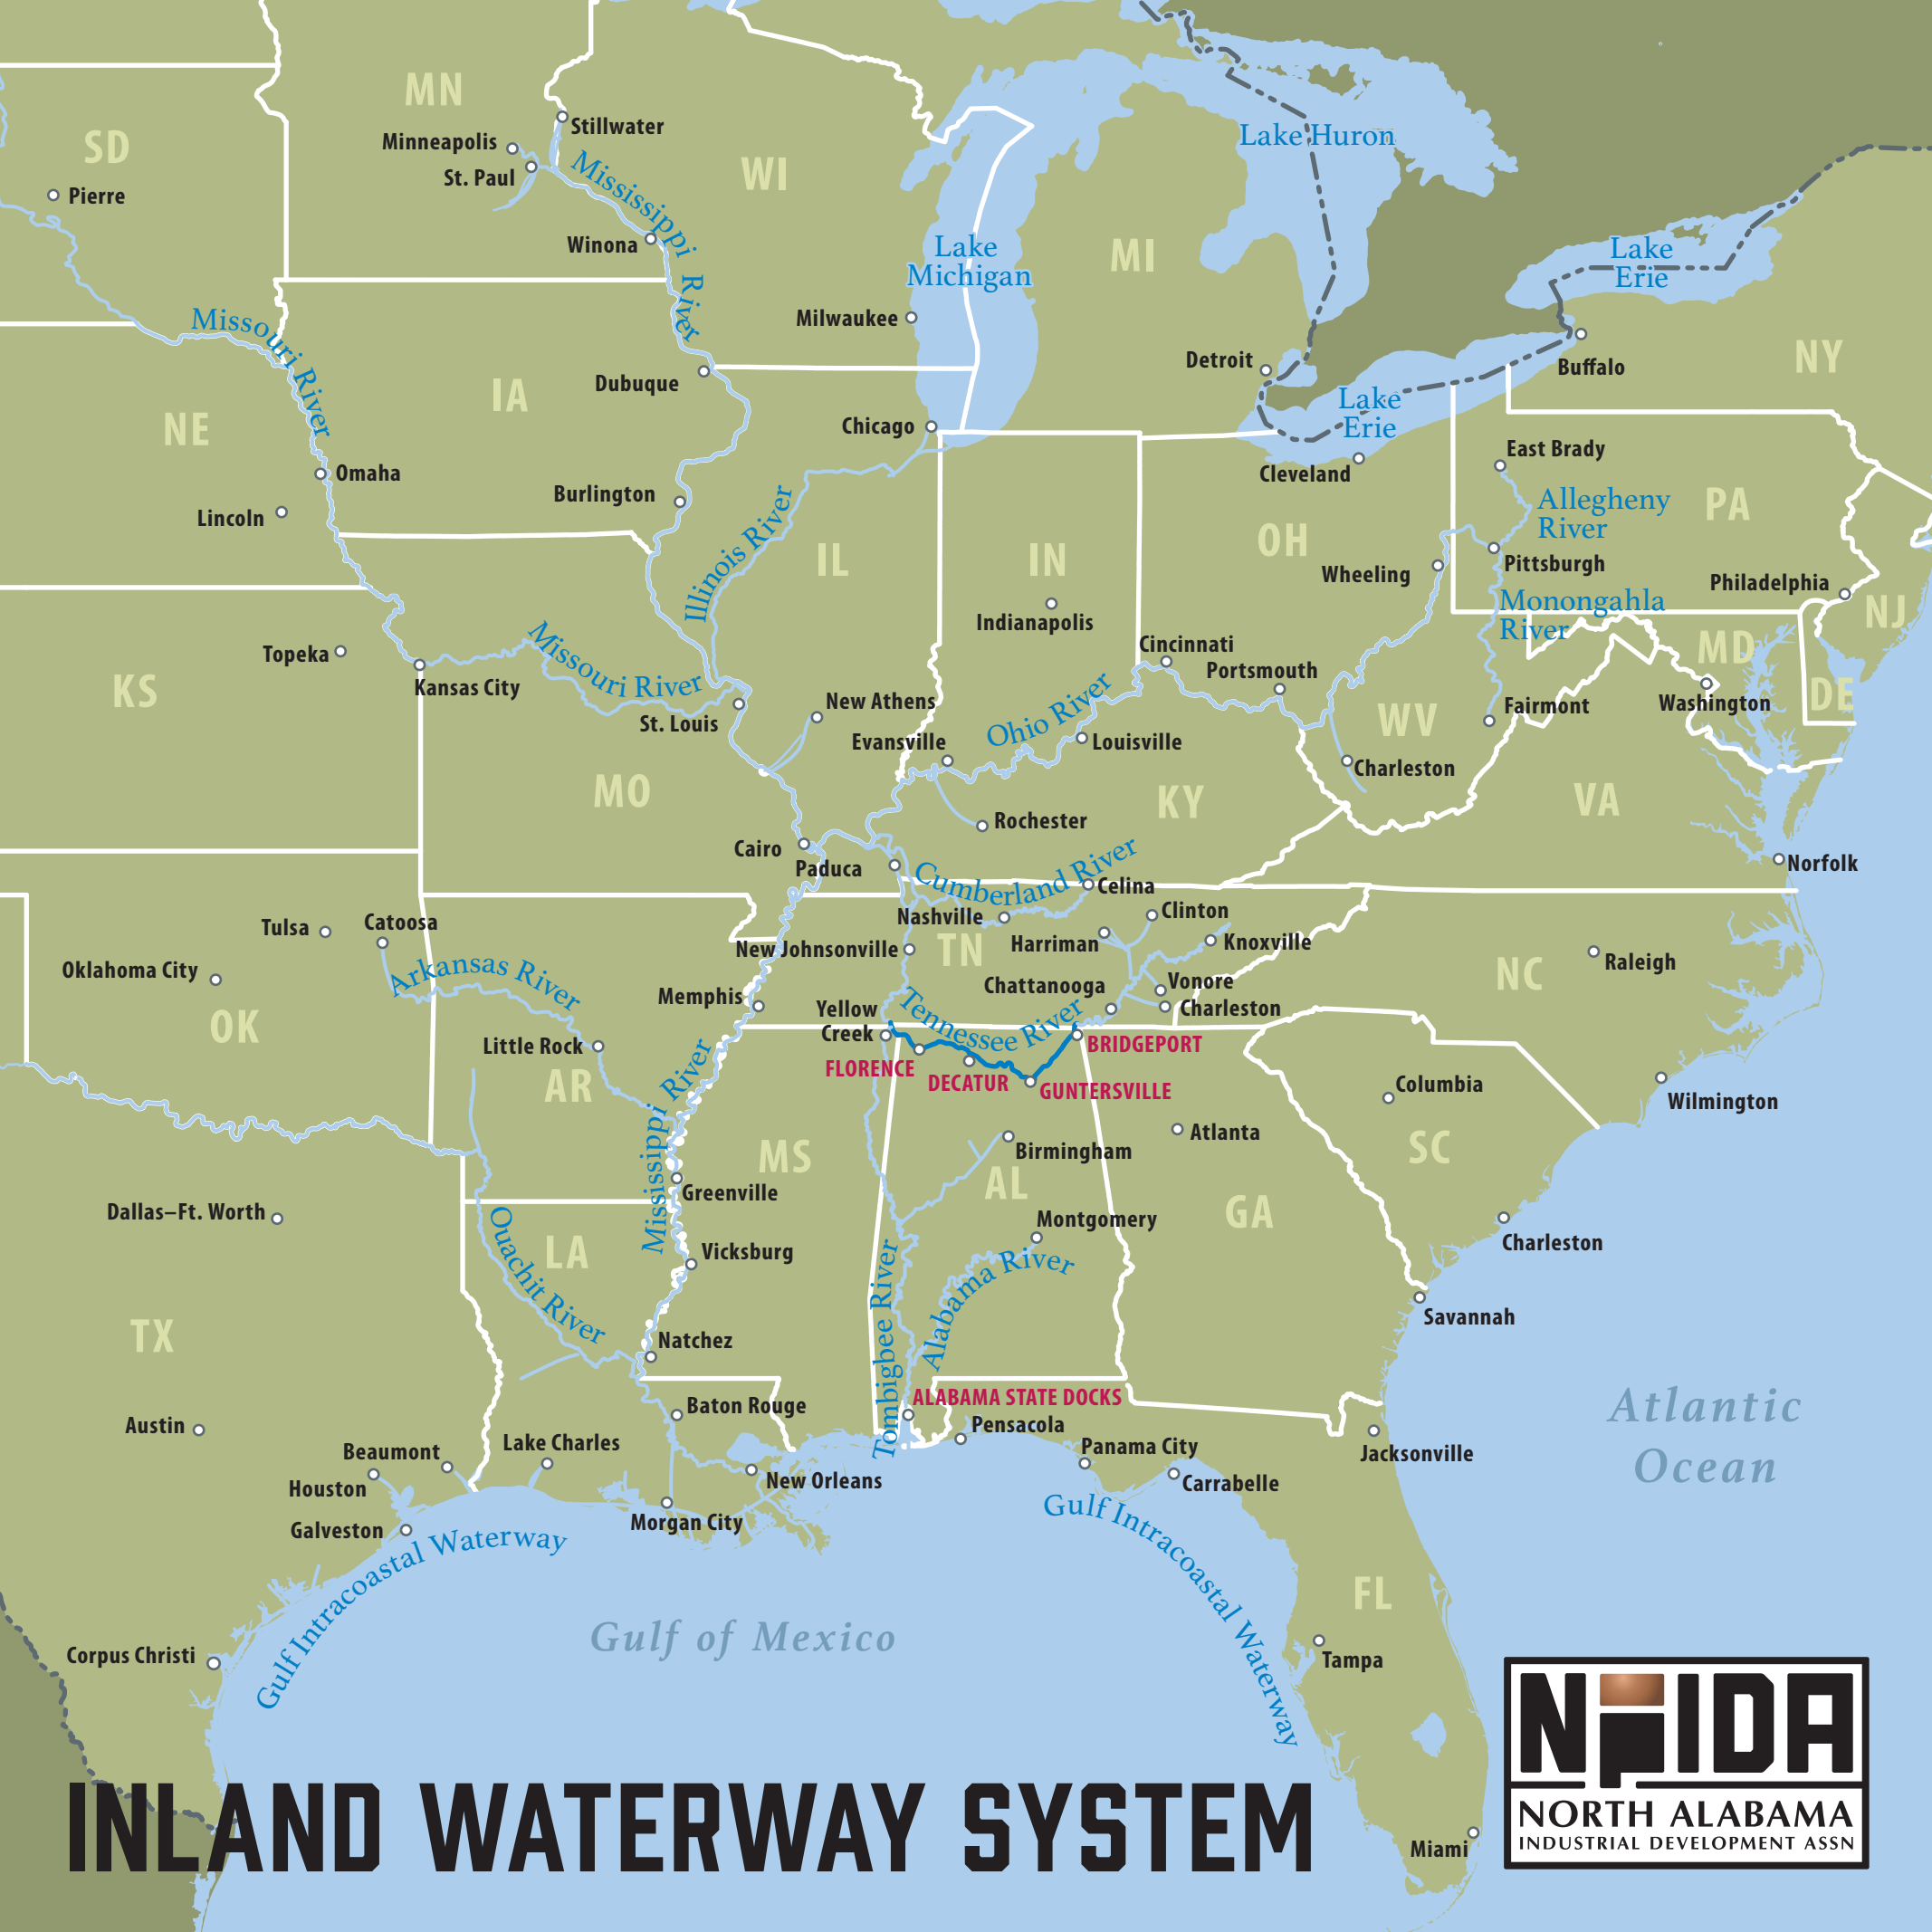 MN
Stillwater
Minneapolis
St. Paul
SD
Pierre
WI
Mississippi River
Winona
Lake Huron
MI
Lake
Michigan
Lake
Erie
Missouri River
Milwaukee
Detroit
Buffalo
NY
Dubuque
IA
NE
Lake
Erie
Chicago
Cleveland
East Brady
Omaha
Lincoln
Burlington
Illinois River
IL
IN
OH
Allegheny
River
PA
Wheeling
Pittsburgh
Philadelphia
Indianapolis
Monongahla
River
NJ
MD
DE
Topeka
KS
Kansas City
Missouri River
St. Louis
New Athens
Evansville
Ohio River
Louisville
Cincinnati
Portsmouth
WV
Fairmont
Washington
Charleston
MO
KY
VA
Rochester
Cairo
Paduca
Cumberland River
Celina
Norfolk
Tulsa
Catoosa
Nashville
Clinton
New Johnsonville
TN
Harriman
Knoxville
Oklahoma City
Arkansas River
Raleigh
NC
Memphis
Chattanooga
Vonore
Charleston
Yellow
Creek
Tennessee River
OK
Little Rock
AR
FLORENCE
DECATUR
BRIDGEPORT
GUNTERSVILLE
Columbia
Wilmington
Mississippi River
MS
Birmingham
AL
Atlanta
SC
Greenville
Dallas–Ft. Worth
Montgomery
GA
Charleston
Ouachit River
LA
Vicksburg
Tombigbee River
Alabama River
Savannah
TX
Natchez
Atlantic
Ocean
ALABAMA STATE DOCKS
Baton Rouge
Austin
Pensacola
Beaumont
Lake Charles
Panama City
Jacksonville
Houston
New Orleans
Carrabelle
Galveston
Morgan City
Gulf Intracoastal Waterway
Gulf Intracoastal Waterway
FL
Gulf of Mexico
Corpus Christi
Tampa
Miami
INLAND WATERWAY SYSTEM
NAIDA
NORTH ALABAMA
INDUSTRIAL DEVELOPMENT ASSN